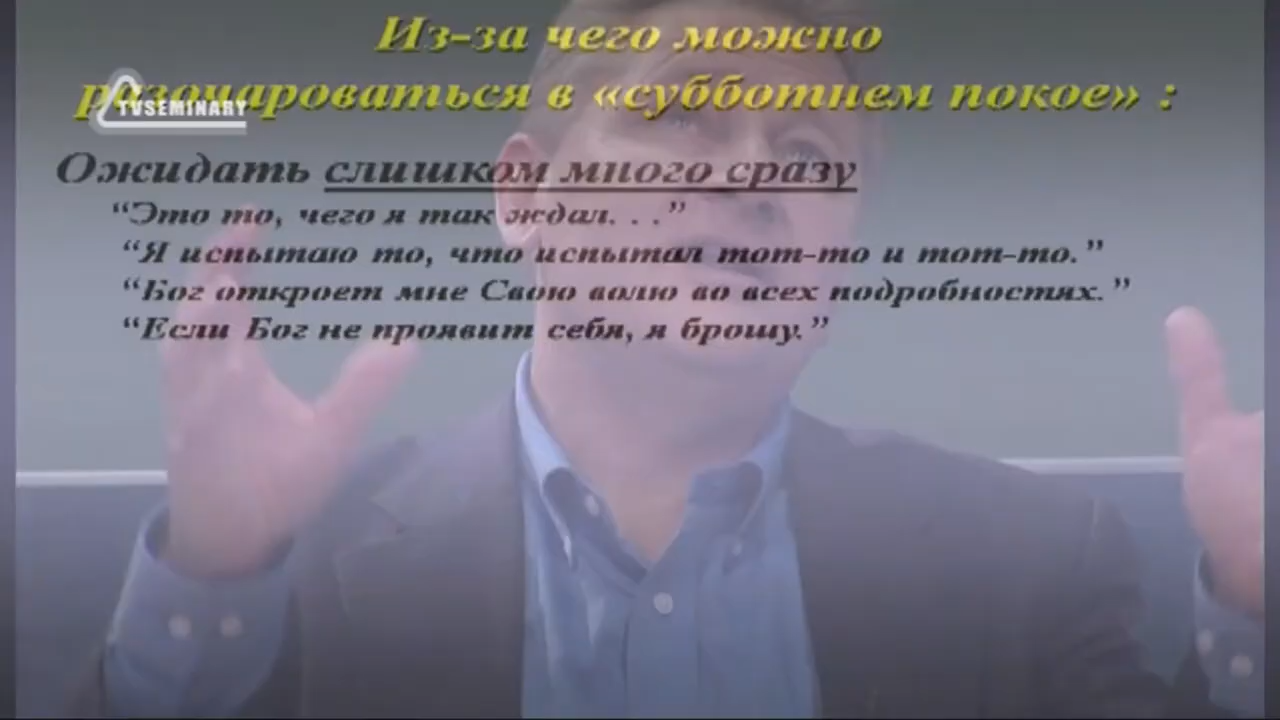 Из-за чего можно
разочароваться в «субботнем покое» :
TVSEMINARY
Ожидать слишком много сразу
“Это то, чего я так ждал. . .”
“Я испытаю то, что испытал тот-то и тот-то.”
“Бог откроет мне Свою волю во всех подробностях.”
“Если Бог не проявит себя, я брошу.”